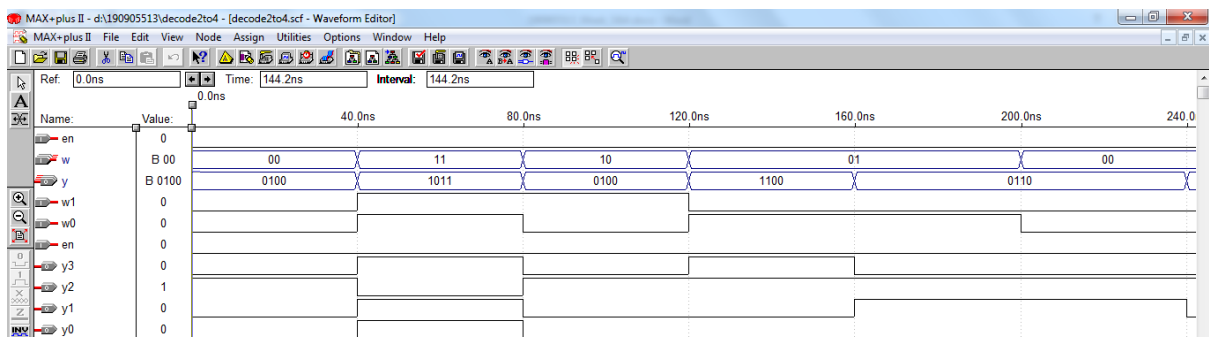 MAX+plus II - d:\190905513\decode2to4 - [decode2to4.scf - Waveform Editor]
MAX+plus II File Edit View Node Assign Utilities Options Window Help
Ref: 0.0ns Time: 144.2ns Interval: 144.2ns
0.0ns
Name: Value: 40.0ns 80.0ns 120.0ns 160.0ns 200.0ns 240.0
en 0
w B 00 00 11 10 01 00
y B 0100 0100 1011 0100 1100 0110
w1 0
w0 0
en 0
y3 0
y2 1
y1 0
y0 0
A
0
1
X
Z
INV